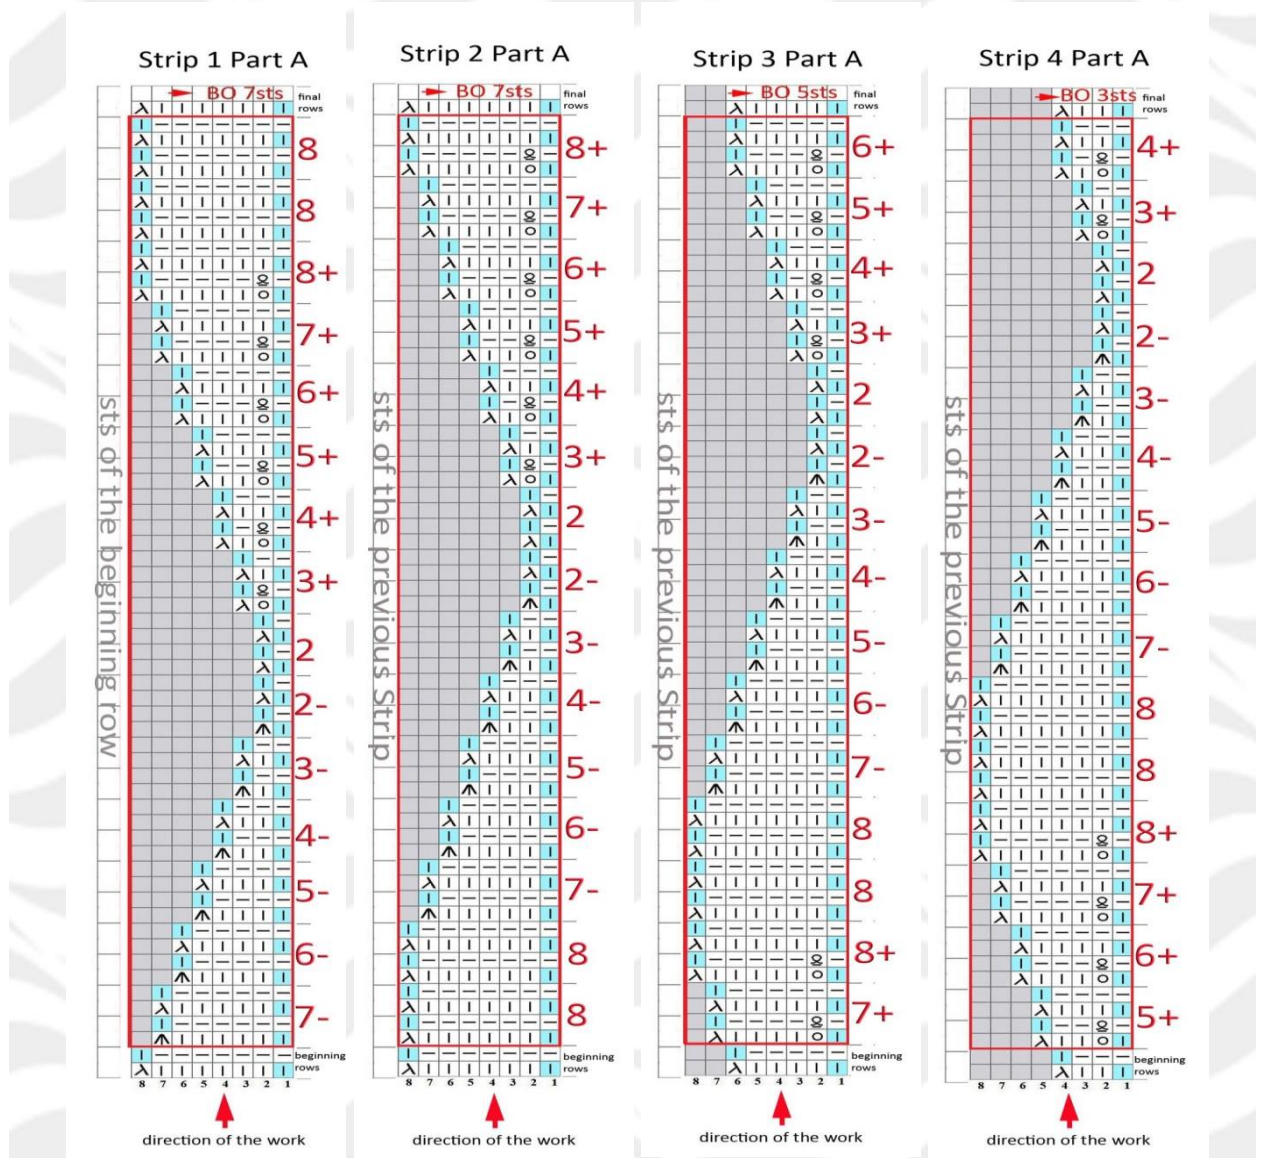 Strip 1 Part A
BO 7sts
final
rows
8
8
8+
7+
6+
5+
4+
3+
2
2-
3-
4-
5-
6-
7-
beginning
rows
8 7 6 5 4 3 2 1
sts of the beginning row
direction of the work
Strip 2 Part A
BO 7sts
final
rows
8+
7+
6+
5+
4+
3+
2
2-
3-
4-
5-
6-
7-
8
8
beginning
rows
8 7 6 5 4 3 2 1
sts of the previous Strip
direction of the work
Strip 3 Part A
BO 5sts
final
rows
6+
5+
4+
3+
2
2-
3-
4-
5-
6-
7-
8
8
8+
7+
beginning
rows
8 7 6 5 4 3 2 1
sts of the previous Strip
direction of the work
Strip 4 Part A
BO 3sts
final
rows
4+
3+
2
2-
3-
4-
5-
6-
7-
8
8
8+
7+
6+
5+
beginning
rows
8 7 6 5 4 3 2 1
sts of the previous Strip
direction of the work